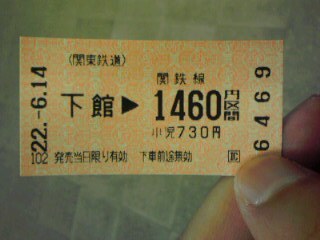 (関東鉄道)
22.-6.14
関鉄線
下館▶1460円区間
小児730円
6469
102 発売当日限り有効 下車前途無効